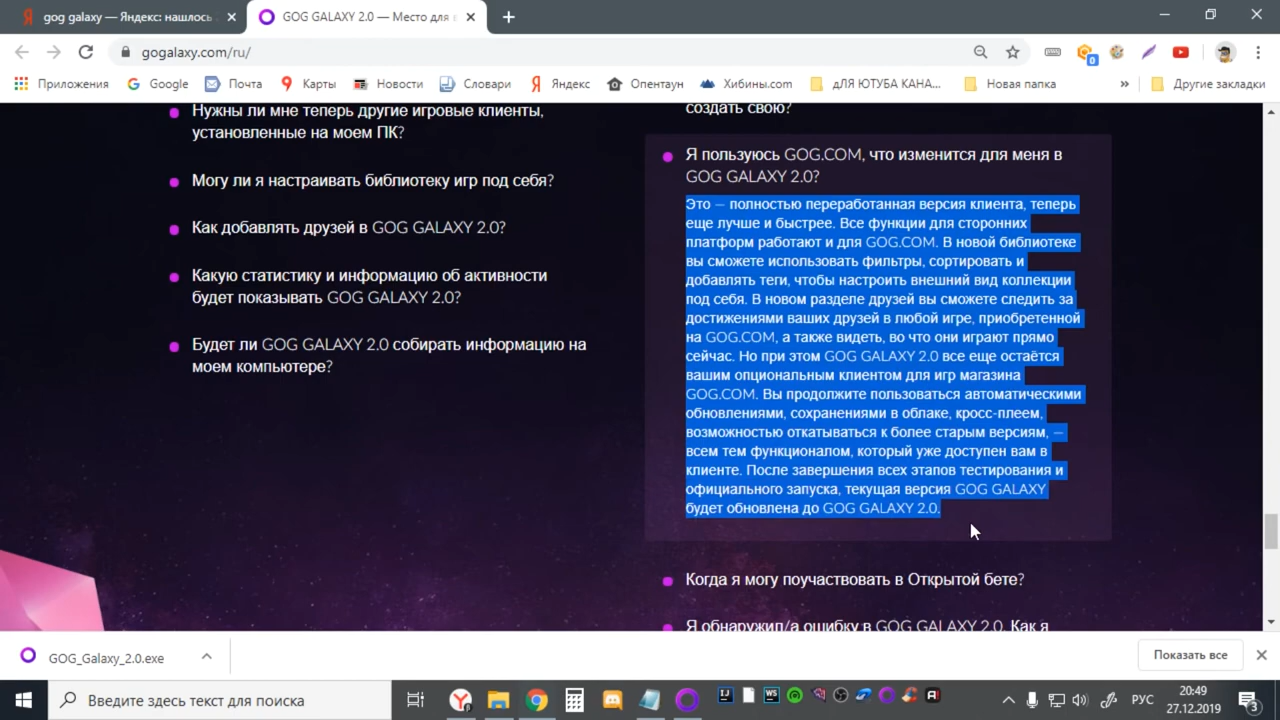 gog galaxy — Яндекс: нашлось
GOG GALAXY 2.0 — Место для в
gogalaxy.com/ru/
0
Приложения
Google
Почта
Карты
Новости
Словари
Яндекс
Опентаун
Хибины.com
дЛЯ ЮТУБА КАНА...
Новая папка
»
Другие закладки
Нужны ли мне теперь другие игровые клиенты,
установленные на моем ПК?
Могу ли я настраивать библиотеку игр под себя?
Как добавлять друзей в GOG GALAXY 2.0?
Какую статистику и информацию об активности
будет показывать GOG GALAXY 2.0?
Будет ли GOG GALAXY 2.0 собирать информацию на
моем компьютере?
создать свою?
Я пользуюсь GOG.COM, что изменится для меня в
GOG GALAXY 2.0?
Это — полностью переработанная версия клиента, теперь
еще лучше и быстрее. Все функции для сторонних
платформ работают и для GOG.COM. В новой библиотеке
вы сможете использовать фильтры, сортировать и
добавлять теги, чтобы настроить внешний вид коллекции
под себя. В новом разделе друзей вы сможете следить за
достижениями ваших друзей в любой игре, приобретенной
на GOG.COM, а также видеть, во что они играют прямо
сейчас. Но при этом GOG GALAXY 2.0 все еще остаётся
вашим опциональным клиентом для игр магазина
GOG.COM. Вы продолжите пользоваться автоматическими
обновлениями, сохранениями в облаке, кросс-плеем,
возможностью откатываться к более старым версиям, —
всем тем функционалом, который уже доступен вам в
клиенте. После завершения всех этапов тестирования и
официального запуска, текущая версия GOG GALAXY
будет обновлена до GOG GALAXY 2.0.
Когда я могу поучаствовать в Открытой бете?
Я обнаружил/а ошибку в GOG GALAXY 2.0. Как я
GOG_Galaxy_2.0.exe
Показать все
Введите здесь текст для поиска
IJ
WS
РУС
20:49
27.12.2019
3